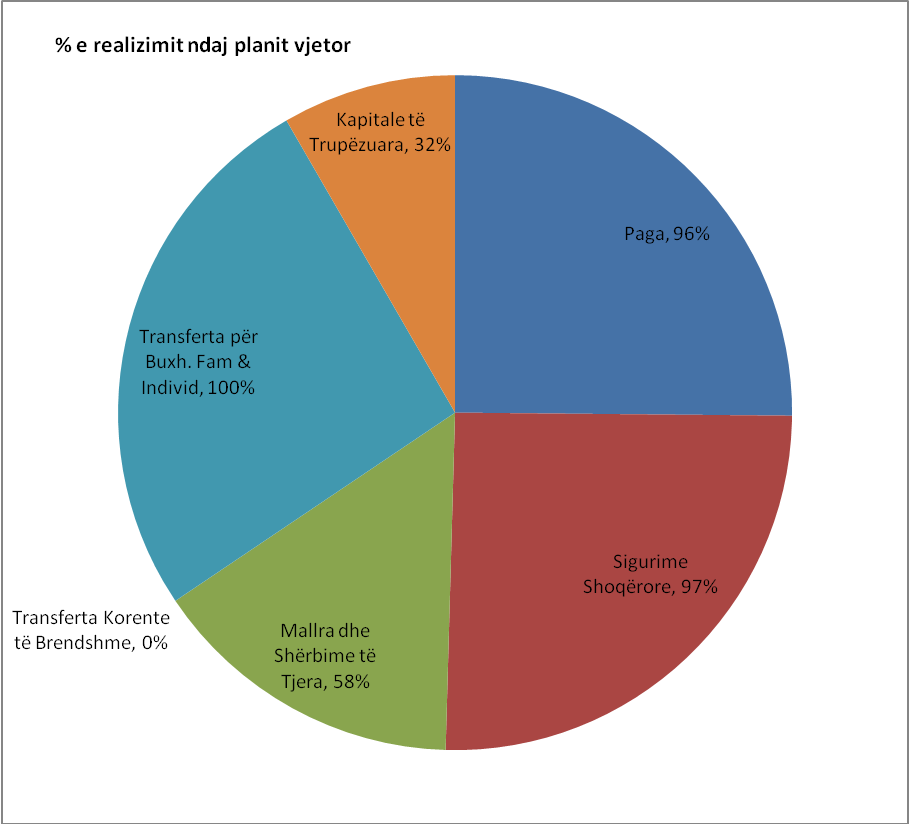 % e realizimit ndaj planit vjetor
Kapitale të
Trupëzuara, 32%
Paga, 96%
Transferta për
Buxh. Fam &
Individ, 100%
Sigurime
Shoqërore, 97%
Transferta Korente
të Brendshme, 0%
Mallra dhe
Shërbime të
Tjera, 58%